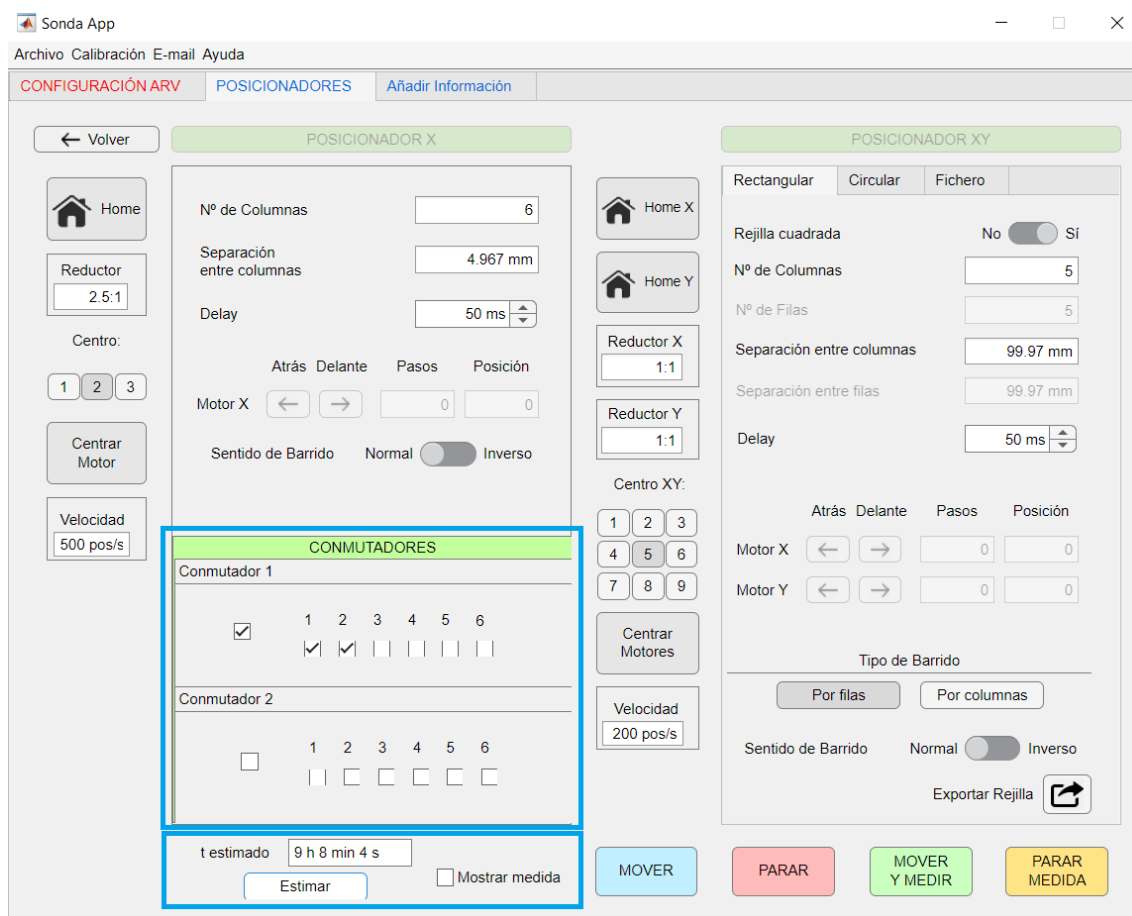 Sonda App
Archivo Calibración E-mail Ayuda
CONFIGURACIÓN ARV POSICIONADORES Añadir Información
Volver
POSICIONADOR X
Home
Reductor
2.5:1
Centro:
1 2 3
Centrar
Motor
Velocidad
500 pos/s
Nº de Columnas 6
Separación
entre columnas 4.967 mm
Delay 50 ms
Atrás Delante Pasos Posición
Motor X 0 0
Sentido de Barrido Normal Inverso
CONMUTADORES
Conmutador 1
1 2 3 4 5 6
Conmutador 2
1 2 3 4 5 6
t estimado 9 h 8 min 4 s
Estimar
Mostrar medida
Home X
Home Y
Reductor X
1:1
Reductor Y
1:1
Centro XY:
1 2 3
4 5 6
7 8 9
Centrar
Motores
Velocidad
200 pos/s
POSICIONADOR XY
Rectangular Circular Fichero
Rejilla cuadrada No Sí
Nº de Columnas 5
Nº de Filas 5
Separación entre columnas 99.97 mm
Separación entre filas 99.97 mm
Delay 50 ms
Atrás Delante Pasos Posición
Motor X 0 0
Motor Y 0 0
Tipo de Barrido
Por filas Por columnas
Sentido de Barrido Normal Inverso
Exportar Rejilla
MOVER
PARAR
MOVER
Y MEDIR
PARAR
MEDIDA